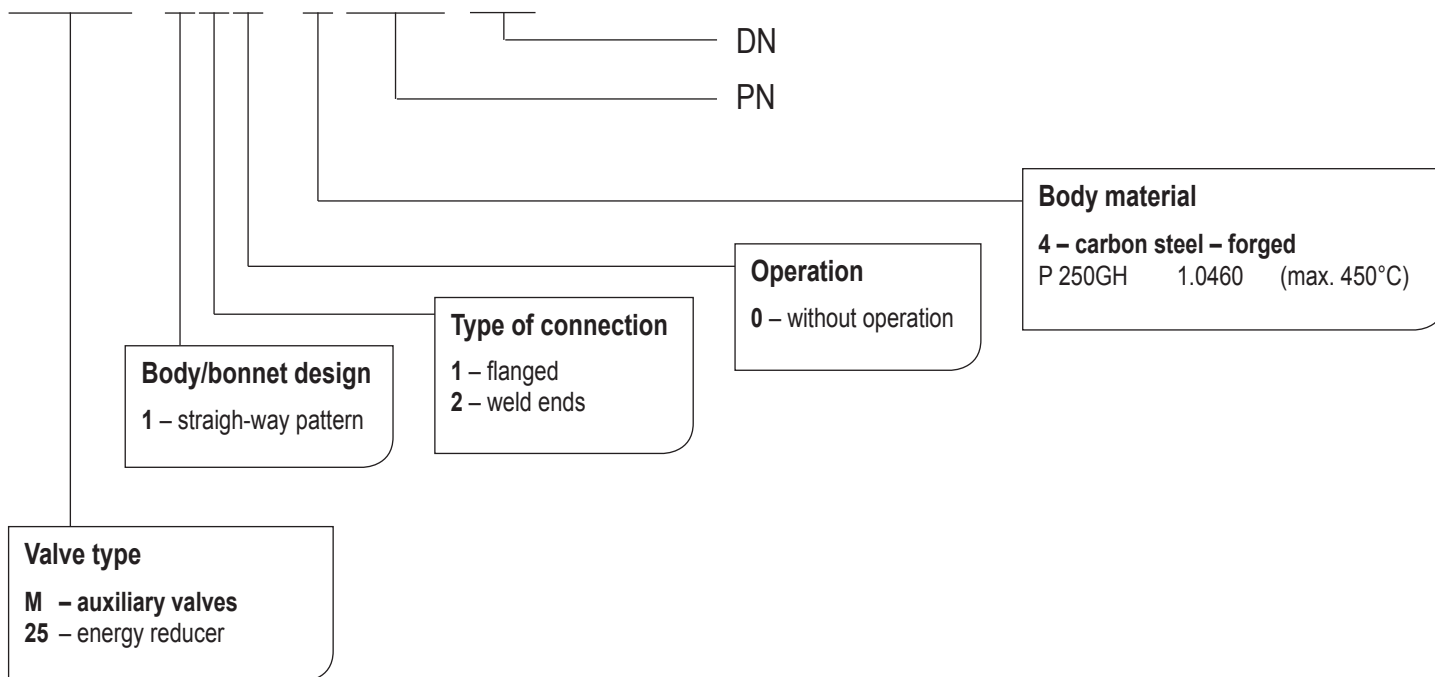 DN
PN
Body material
4 – carbon steel – forged
P 250GH 1.0460 (max. 450°C)
Operation
0 – without operation
Type of connection
1 – flanged
2 – weld ends
Body/bonnet design
1 – straigh-way pattern
Valve type
M – auxiliary valves
25 – energy reducer